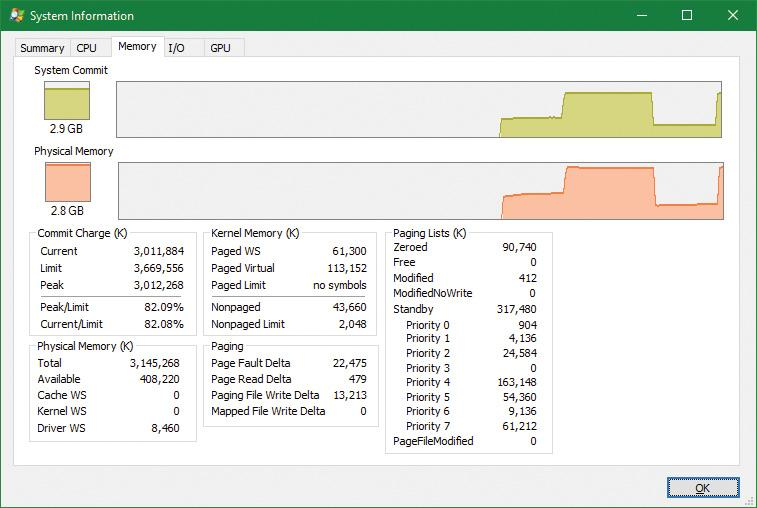 System Information
Summary CPU Memory I/O GPU
System Commit
2.9 GB
Physical Memory
2.8 GB
Commit Charge (K)
Current 3,011,884
Limit 3,669,556
Peak 3,012,268
Peak/Limit 82.09%
Current/Limit 82.08%
Physical Memory (K)
Total 3,145,268
Available 408,220
Cache WS 0
Kernel WS 0
Driver WS 8,460
Kernel Memory (K)
Paged WS 61,300
Paged Virtual 113,152
Paged Limit no symbols
Nonpaged 43,660
Nonpaged Limit 2,048
Paging
Page Fault Delta 22,475
Page Read Delta 479
Paging File Write Delta 13,213
Mapped File Write Delta 0
Paging Lists (K)
Zeroed 90,740
Free 0
Modified 412
ModifiedNoWrite 0
Standby 317,480
Priority 0 904
Priority 1 4,136
Priority 2 24,584
Priority 3 0
Priority 4 163,148
Priority 5 54,360
Priority 6 9,136
Priority 7 61,212
PageFileModified 0
OK